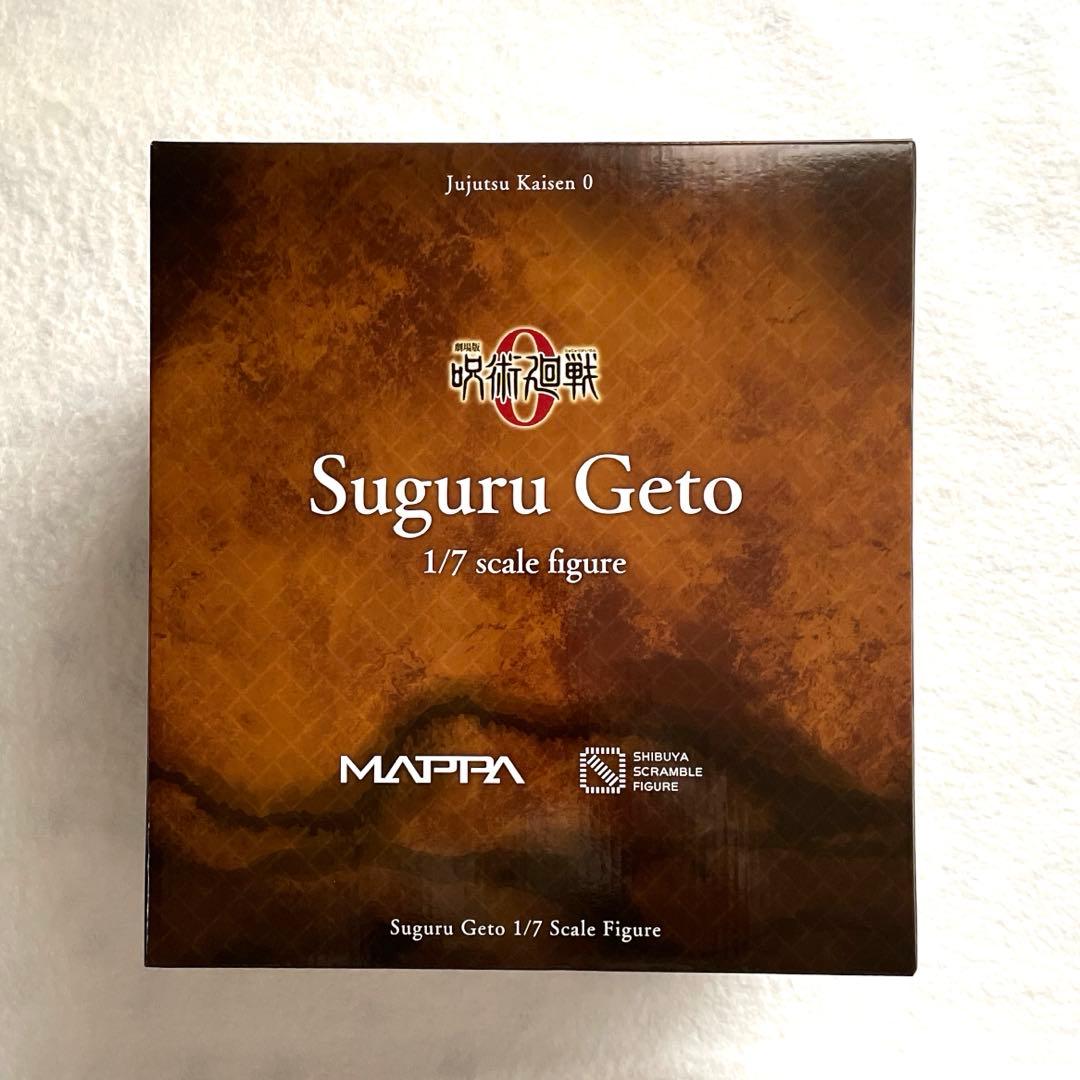 Jujutsu Kaisen 0
劇場版
呪術廻戦
0
Suguru Geto
1/7 scale figure
MAPPA
SHIBUYA
SCRAMBLE
FIGURE
Suguru Geto 1/7 Scale Figure